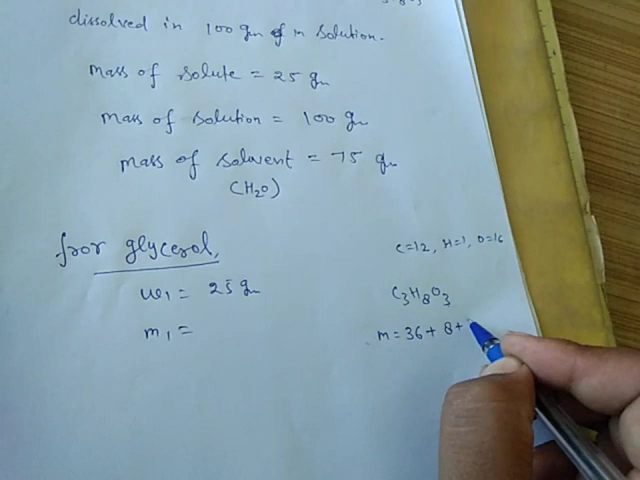 dissolved in 100 gm of m solution.
Mass of solute = 25 gm
Mass of solution = 100 gm
Mass of solvent = 75 gm
(H2O)
for glycerol,
C=12, H=1, O=16
w1 = 25 gm
C3H8O3
m1 =
m = 36 + 8 +